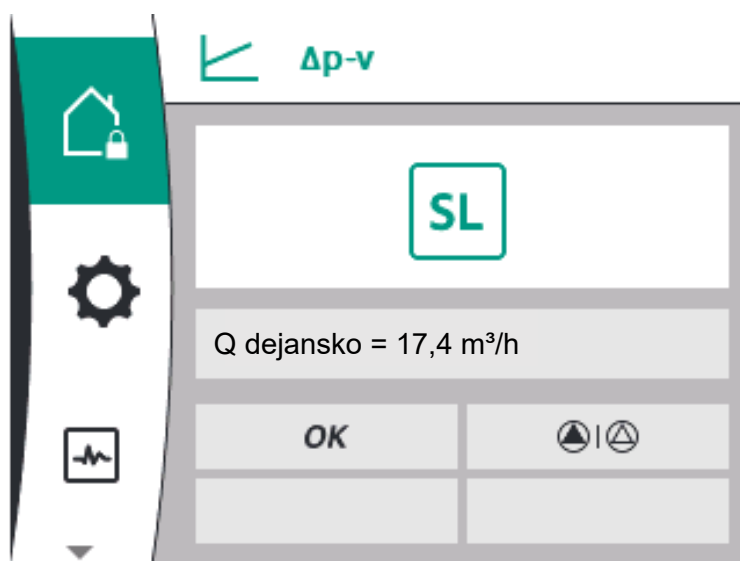 Δp-v
SL
Q dejansko = 17,4 m³/h
OK